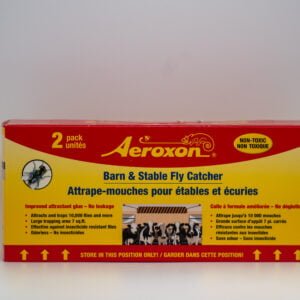 2 pack
unités
Aeroxon®
NON-TOXIC
NON TOXIQUE
Barn & Stable Fly Catcher
Attrape-mouches pour étables et écuries
Improved attractant glue – No leakage
• Attracts and traps 10,000 flies and more
• Large trapping area 7 sq.ft.
• Effective against insecticide resistant flies
• Odorless – No insecticides
Colle à formule améliorée – No dégoulina
• Attrape jusqu'à 10 000 mouches
• Grande surface d'appât 7 pi. carrés
• Efficace contre les mouches
résistantes aux insecticides
• Sans odeur – Sans insecticide
STORE IN THIS POSITION ONLY! / GARDER DANS CETTE POSITION!